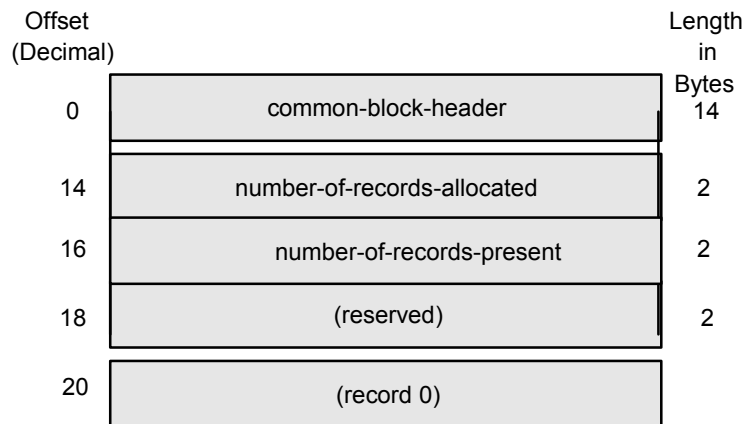 Offset
(Decimal)
Length
in
Bytes
0 common-block-header 14
14 number-of-records-allocated 2
16 number-of-records-present 2
18 (reserved) 2
20 (record 0)